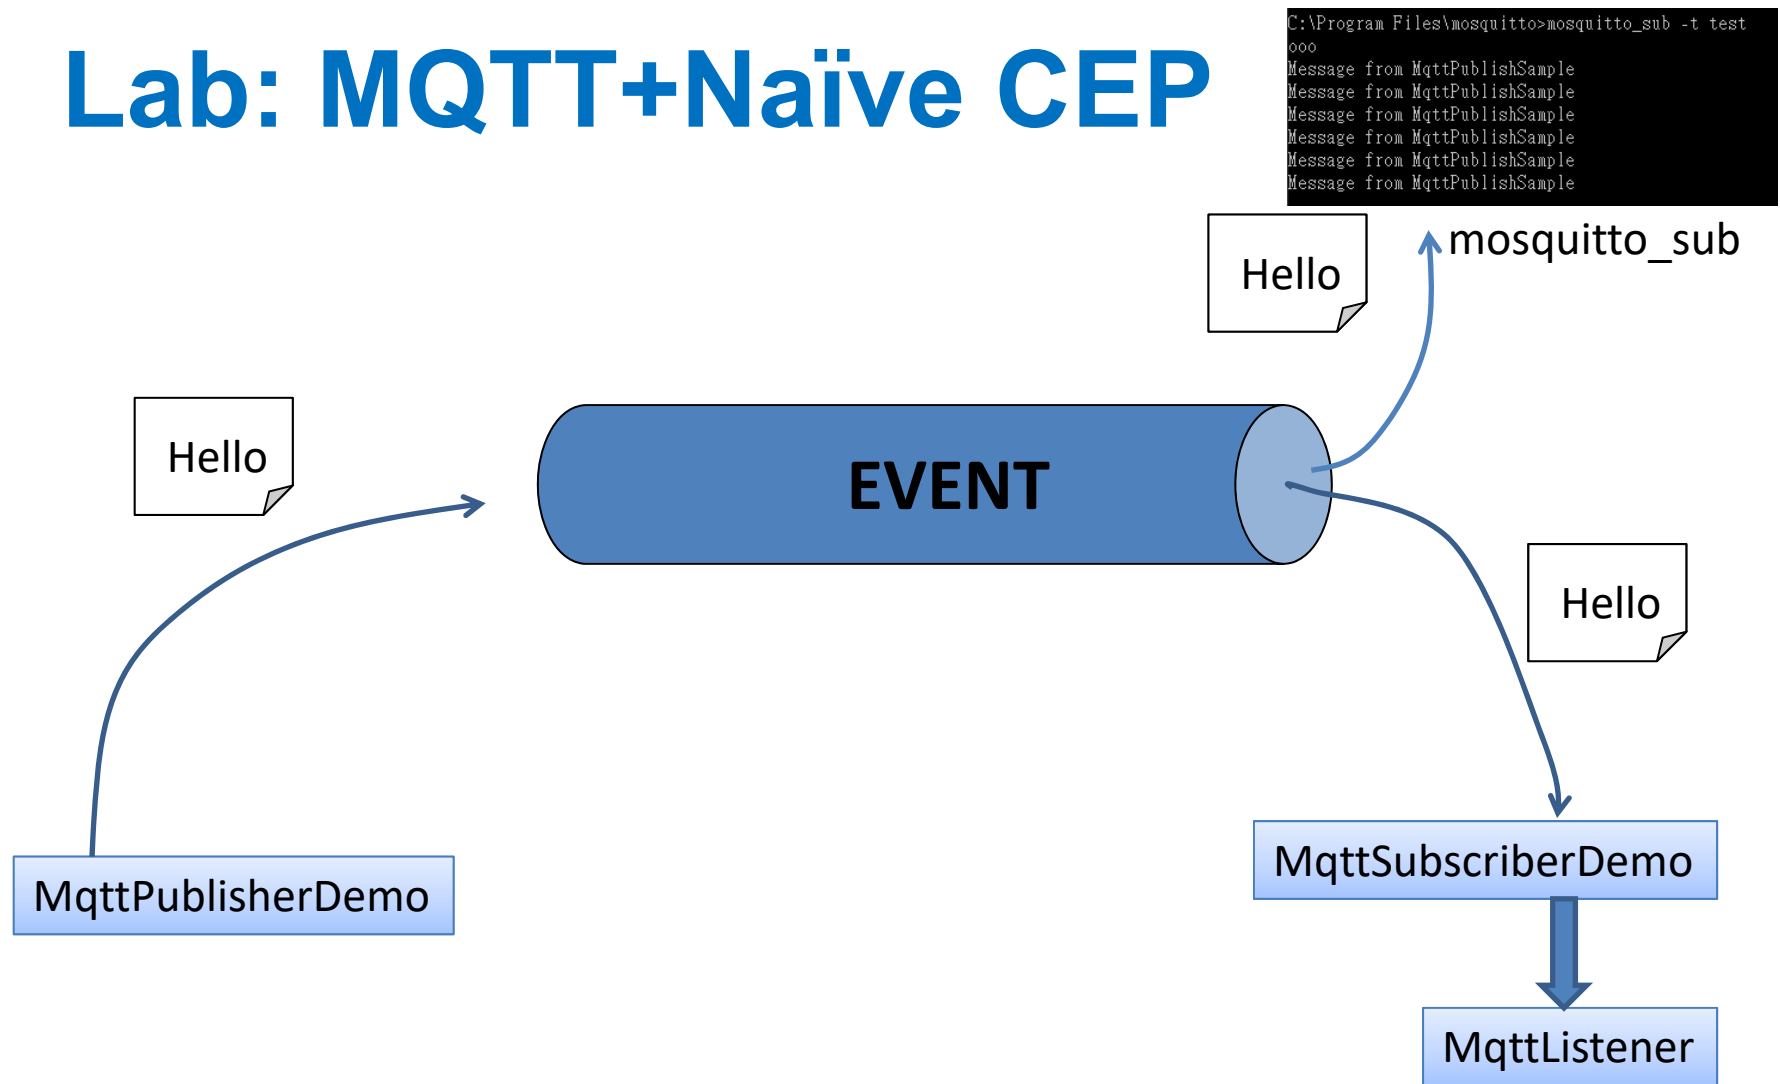 Lab: MQTT+Naïve CEP
C:\Program Files\mosquitto>mosquitto_sub -t test
ooo
Message from MqttPublishSample
Message from MqttPublishSample
Message from MqttPublishSample
Message from MqttPublishSample
Message from MqttPublishSample
Message from MqttPublishSample
mosquitto_sub
Hello
Hello
EVENT
Hello
MqttSubscriberDemo
MqttPublisherDemo
MqttListener